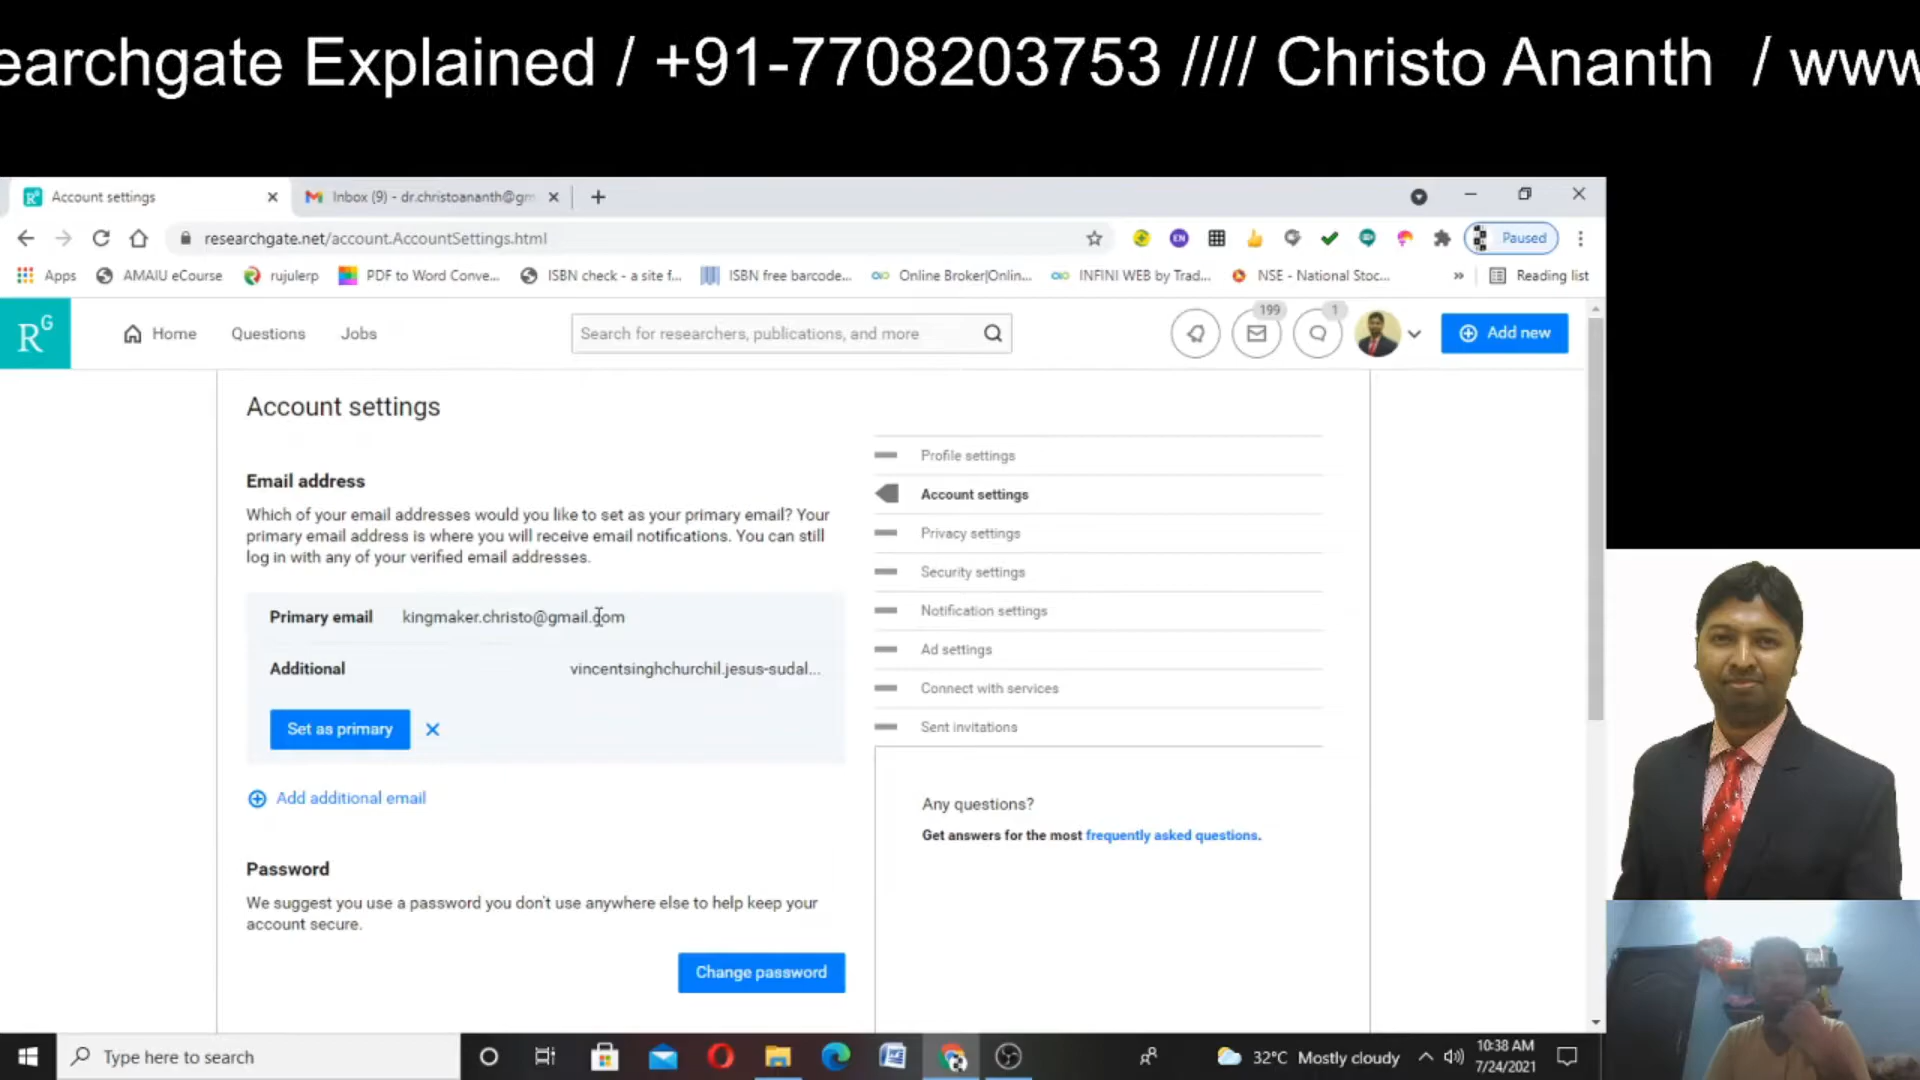 earchgate Explained / +91-7708203753 //// Christo Ananth / www
Account settings
Inbox (9) - dr.christoananth@gm
researchgate.net/account.AccountSettings.html
Paused
Apps AMAIU eCourse rujulerp PDF to Word Conve... ISBN check - a site f... ISBN free barcode... Online Broker|Onlin... INFINI WEB by Trad... NSE - National Stoc... » Reading list
RG
Home Questions Jobs
Search for researchers, publications, and more
199
1
Add new
Account settings
Email address
Which of your email addresses would you like to set as your primary email? Your
primary email address is where you will receive email notifications. You can still
log in with any of your verified email addresses.
Primary email kingmaker.christo@gmail.com
Additional vincentsinghchurchil.jesus-sudal...
Set as primary
Add additional email
Password
We suggest you use a password you don't use anywhere else to help keep your
account secure.
Change password
Profile settings
Account settings
Privacy settings
Security settings
Notification settings
Ad settings
Connect with services
Sent invitations
Any questions?
Get answers for the most frequently asked questions.
Type here to search
32°C Mostly cloudy
10:38 AM
7/24/2021